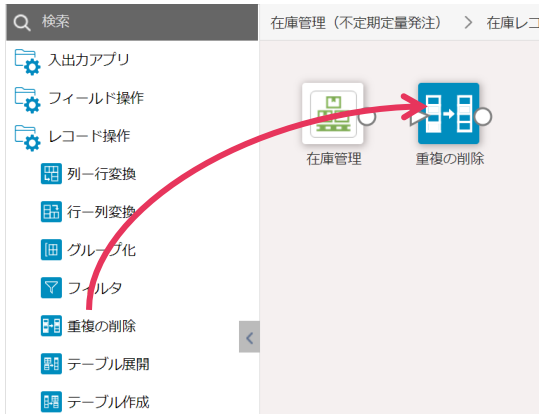 検索
在庫管理（不定期定量発注） > 在庫レコ
入出力アプリ
フィールド操作
レコード操作
列ー行変換
行ー列変換
グループ化
フィルタ
重複の削除
テーブル展開
テーブル作成
在庫管理
重複の削除